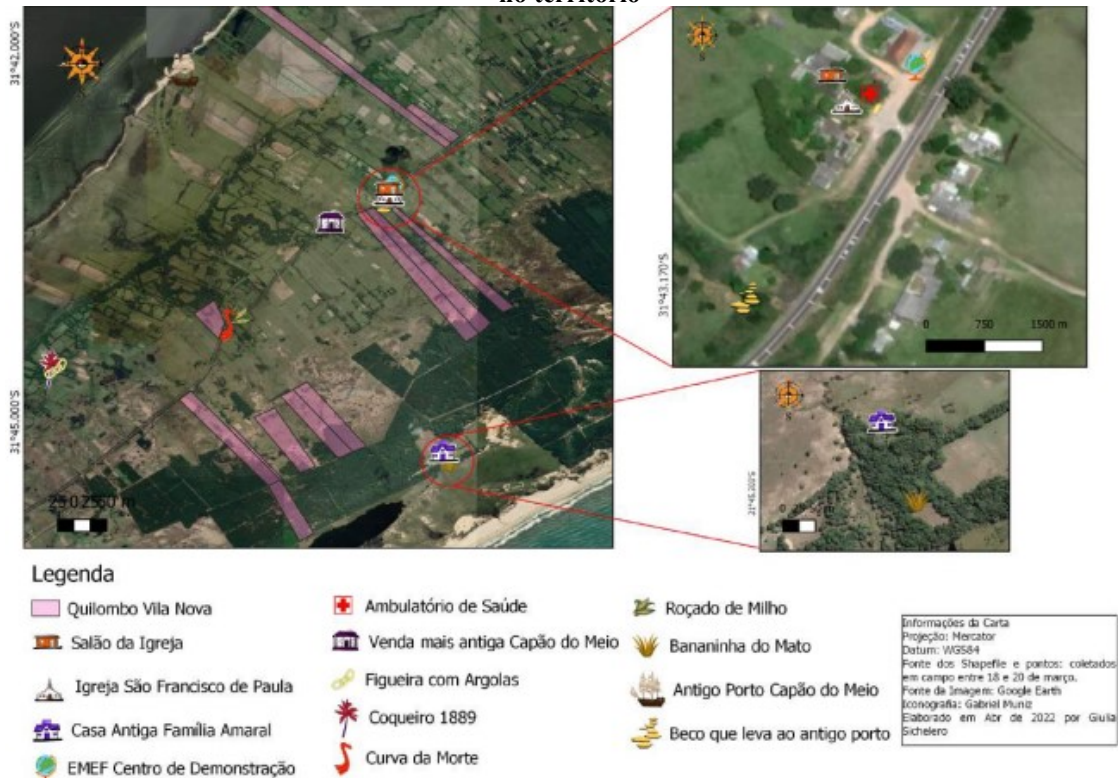 no território
31°42.000'S
31°45.000'S
31°43.170'S
0 750 1500 m
Legenda
Quilombo Vila Nova
Salão da Igreja
Igreja São Francisco de Paula
Casa Antiga Família Amaral
EMEF Centro de Demonstração
Ambulatório de Saúde
Venda mais antiga Capão do Meio
Figueira com Argolas
Coqueiro 1889
Curva da Morte
Roçado de Milho
Bananinha do Mato
Antigo Porto Capão do Meio
Beco que leva ao antigo porto
Informações da Carta
Projeção: Mercator
Datum: WGS84
Fonte dos Shapefile e pontos: coletados
em campo entre 18 e 20 de março.
Fonte da Imagem: Google Earth
Iconografia: Gabriel Muniz
Elaborado em Abr de 2022 por Giulia
Sichelero